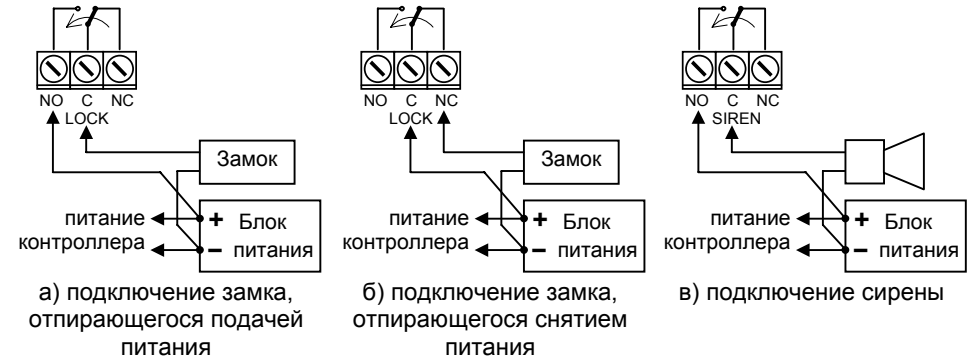 NO C NC
LOCK
Замок
питание
контроллера
+ Блок
– питания
а) подключение замка,
отпирающегося подачей
питания
NO C NC
LOCK
Замок
питание
контроллера
+ Блок
– питания
б) подключение замка,
отпирающегося снятием
питания
NO C NC
SIREN
питание
контроллера
+ Блок
– питания
в) подключение сирены